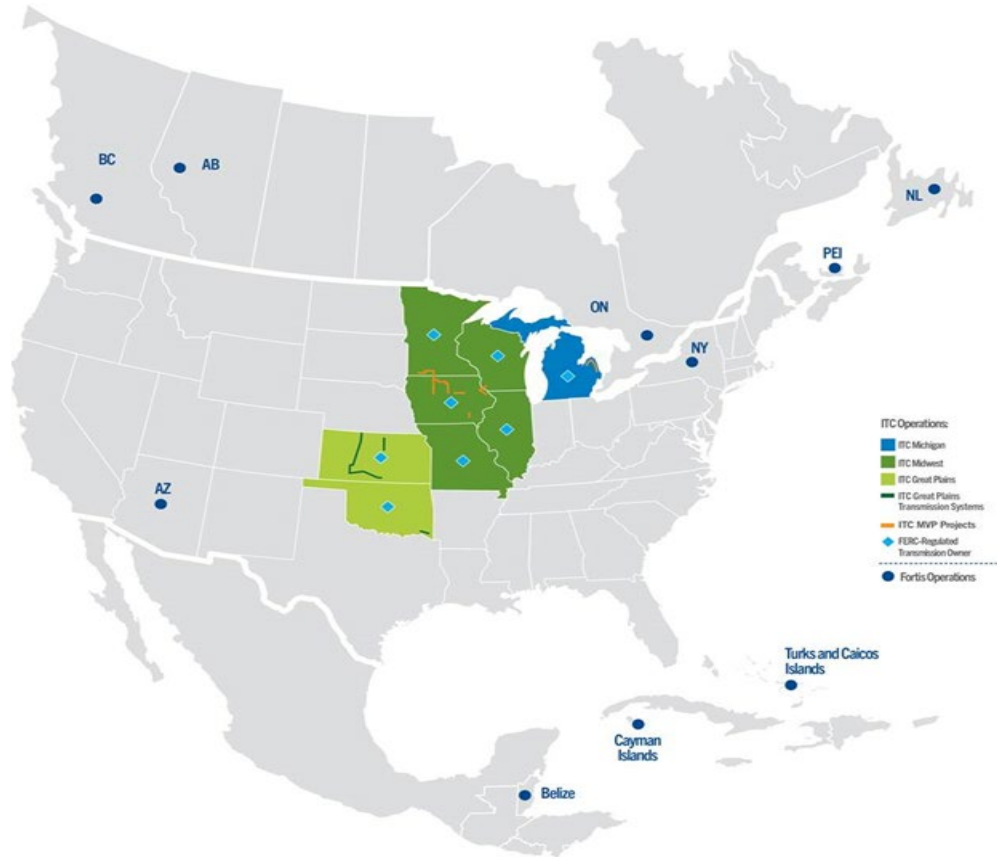 BC
AB
NL
PEI
ON
NY
AZ
ITC Operations:
ITC Michigan
ITC Midwest
ITC Great Plains
ITC Great Plains
Transmission Systems
ITC MVP Projects
FERC-Regulated
Transmission Owner
Fortis Operations
Turks and Caicos
Islands
Cayman
Islands
Belize